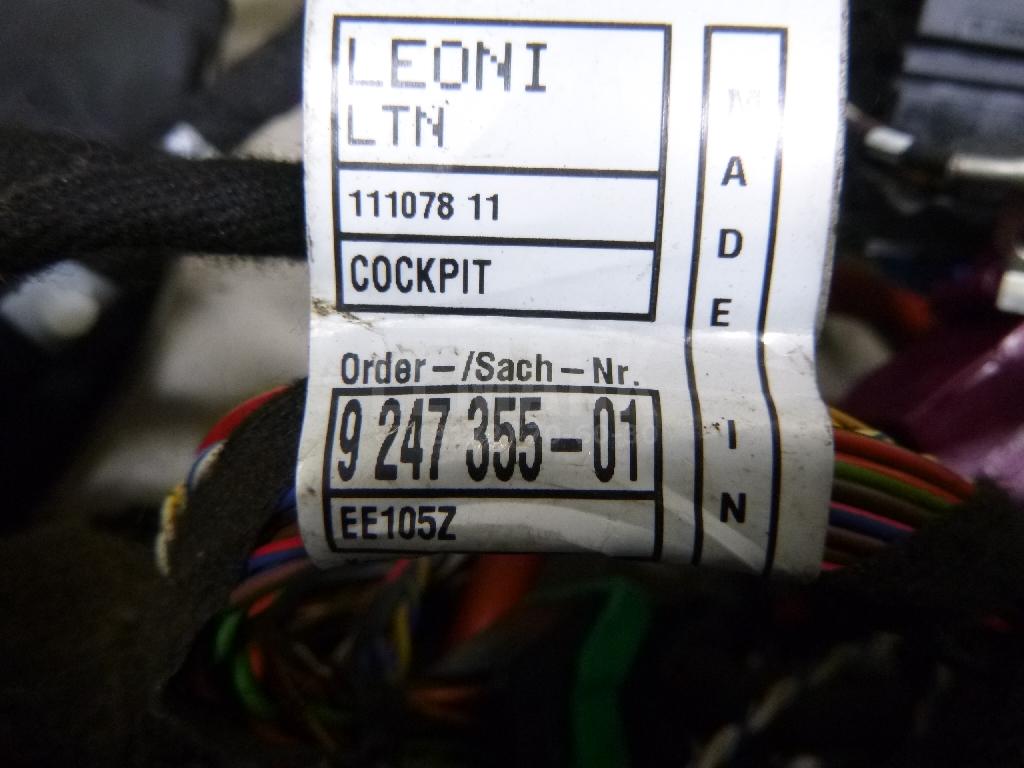 LEONI
LTN
111078 11
COCKPIT
Order-/Sach-Nr.
9 247 355-01
EE105Z
MADE IN